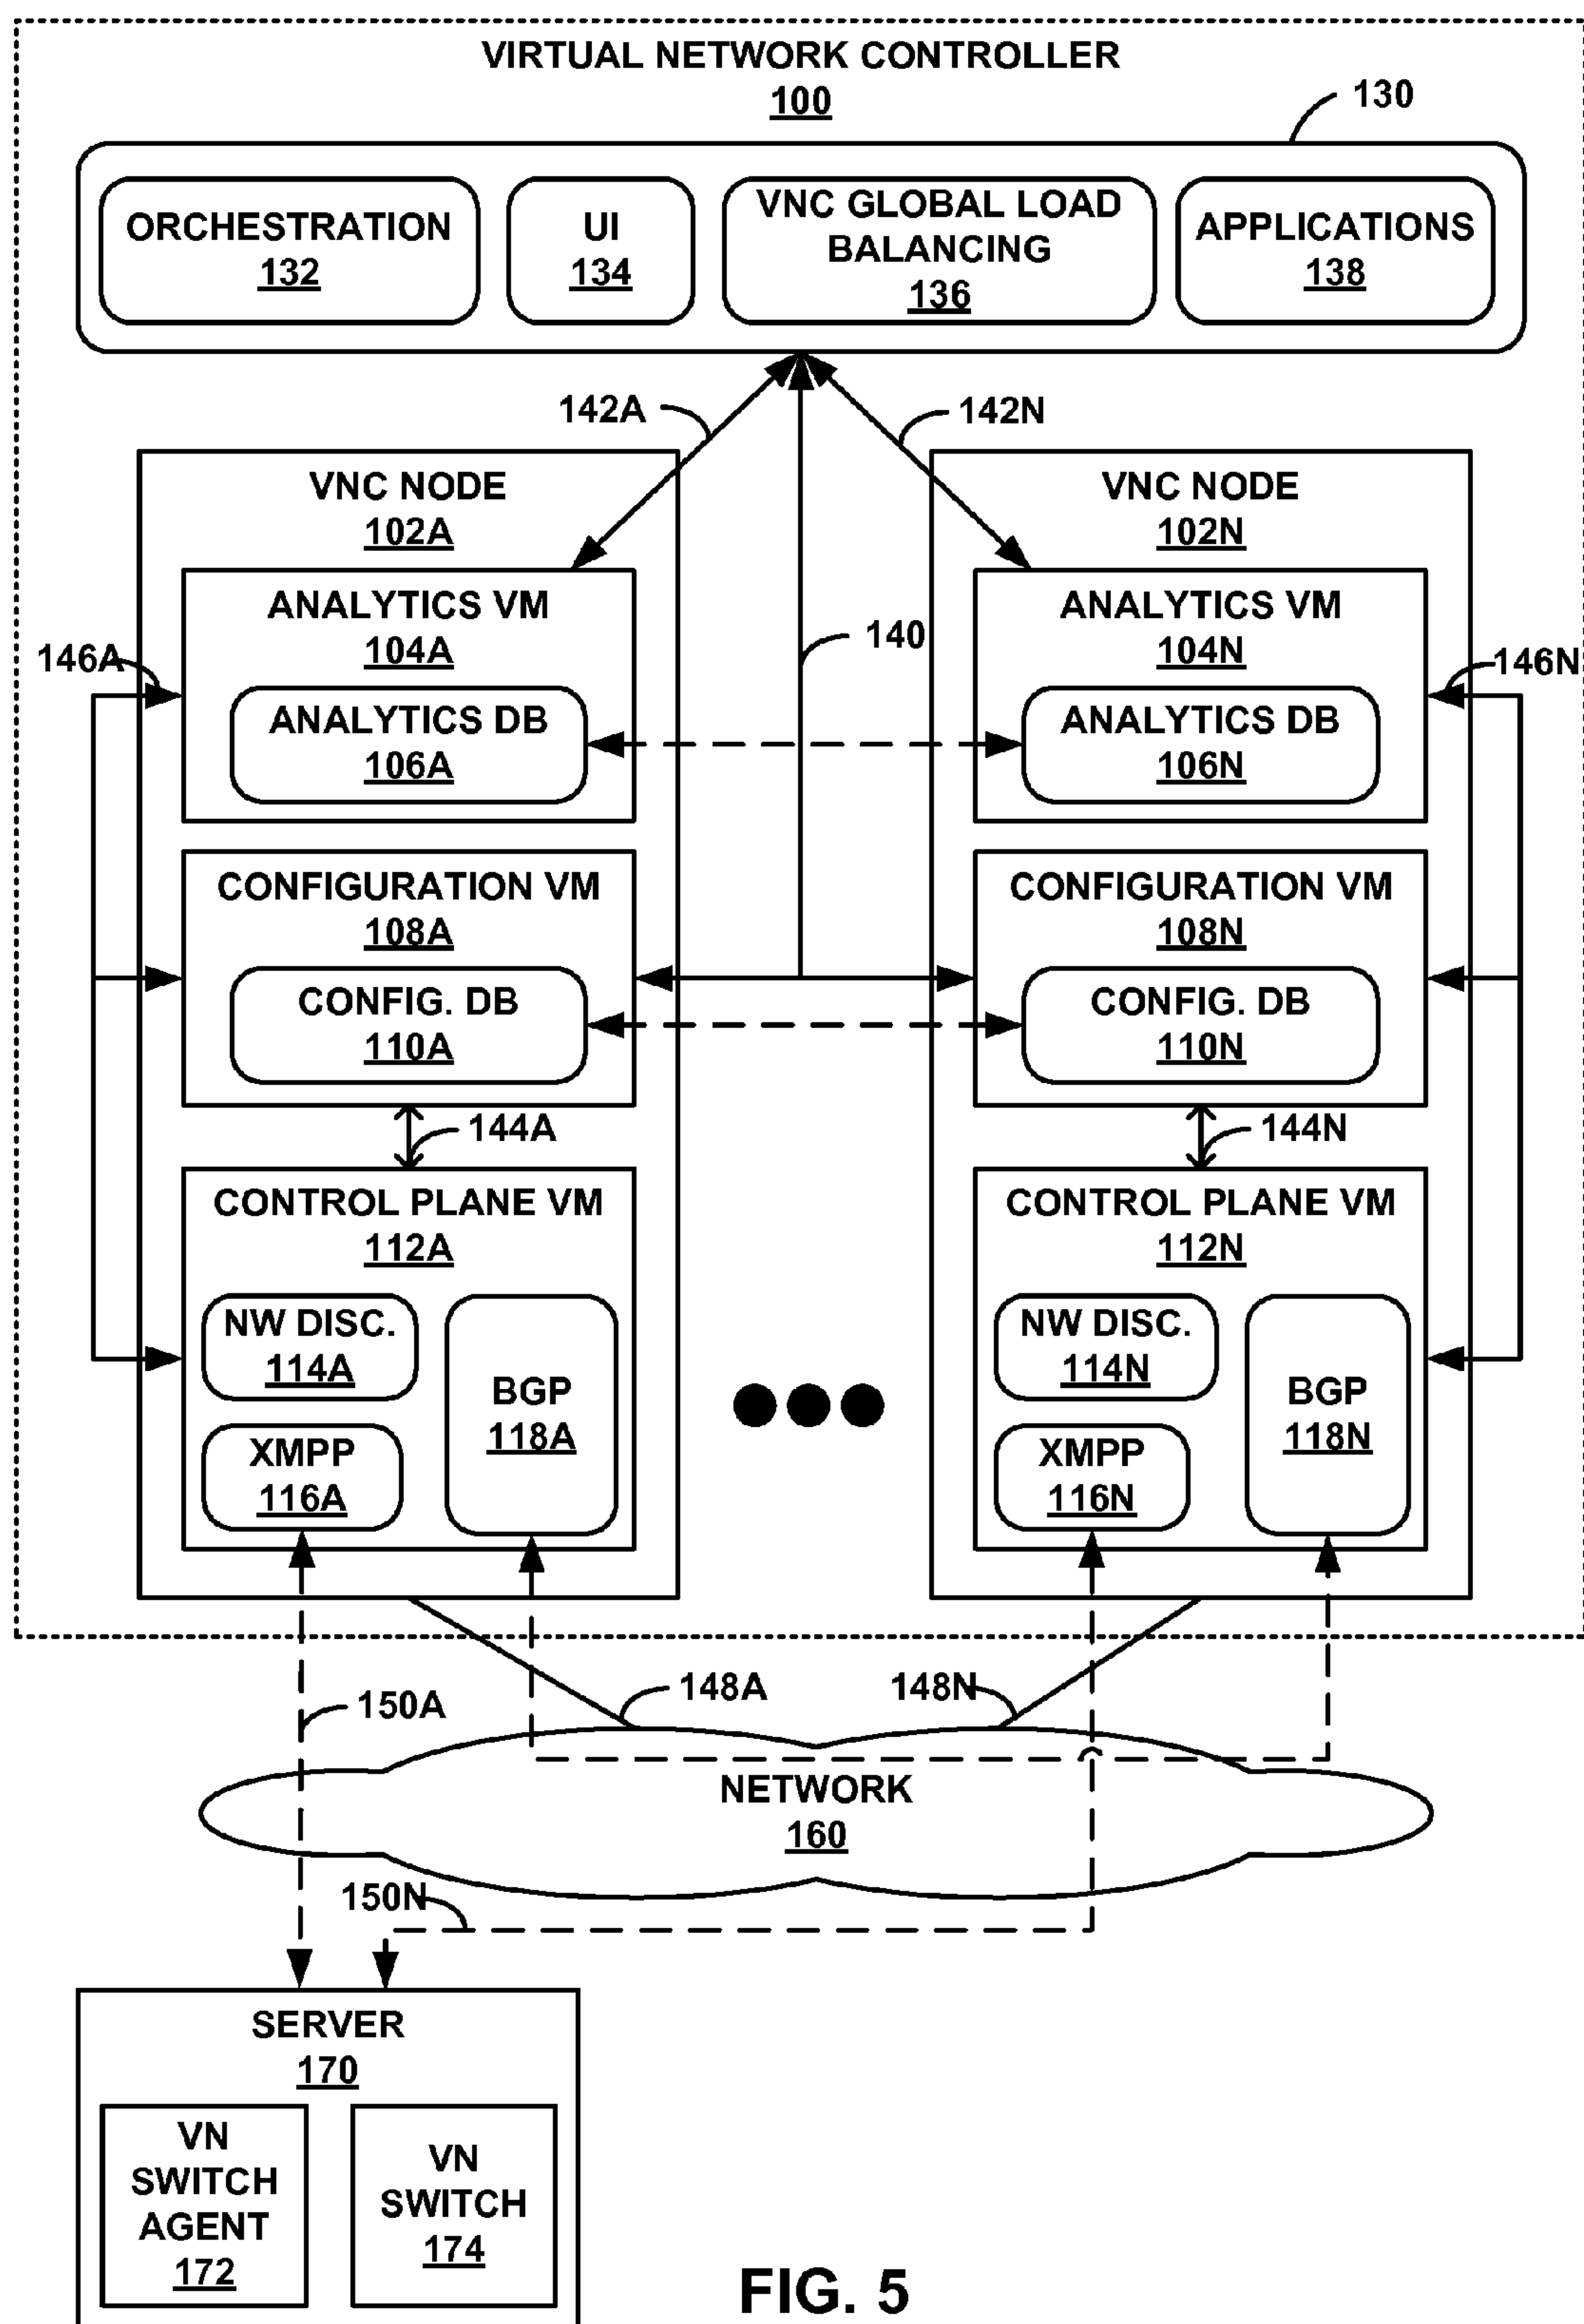 VIRTUAL NETWORK CONTROLLER
100
130
ORCHESTRATION
132
UI
134
VNC GLOBAL LOAD
BALANCING
136
APPLICATIONS
138
142A
142N
VNC NODE
102A
ANALYTICS VM
104A
146A
ANALYTICS DB
106A
CONFIGURATION VM
108A
CONFIG. DB
110A
144A
CONTROL PLANE VM
112A
NW DISC.
114A
XMPP
116A
BGP
118A
140
VNC NODE
102N
ANALYTICS VM
104N
146N
ANALYTICS DB
106N
CONFIGURATION VM
108N
CONFIG. DB
110N
144N
CONTROL PLANE VM
112N
NW DISC.
114N
XMPP
116N
BGP
118N
150A
148A
148N
NETWORK
160
150N
SERVER
170
VN
SWITCH
AGENT
172
VN
SWITCH
174
FIG. 5